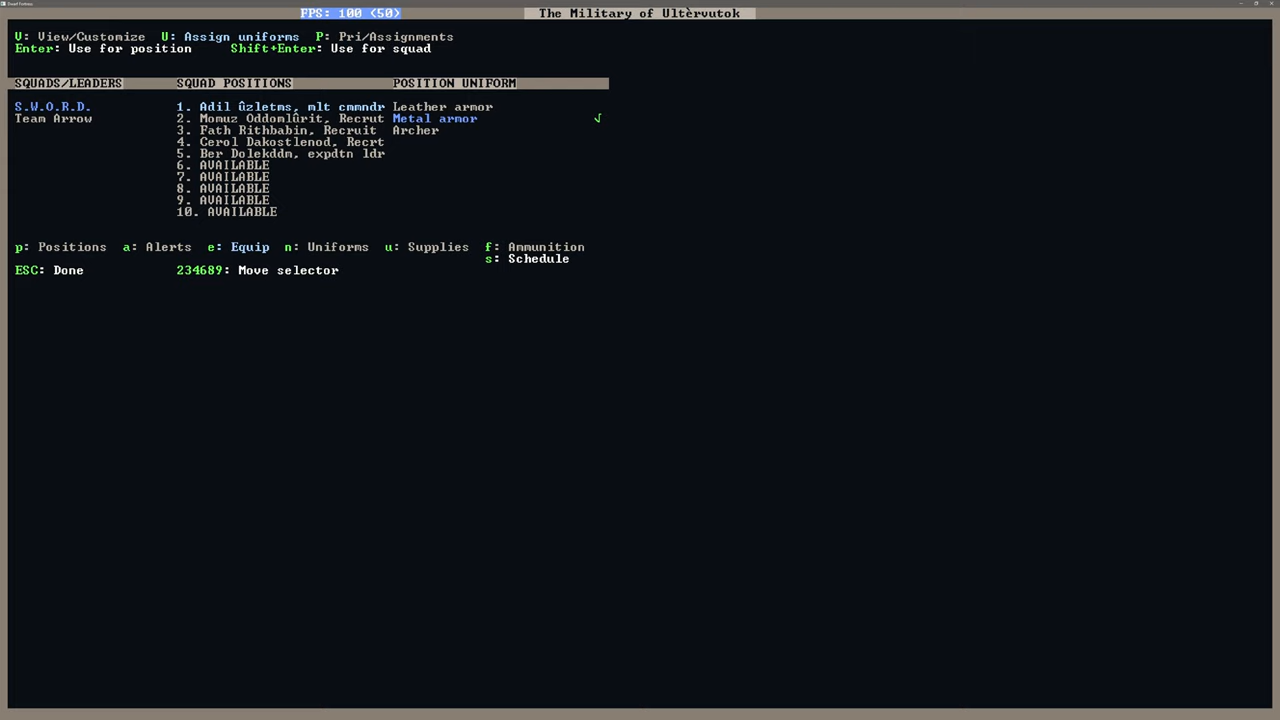 Dwarf Fortress
FPS: 100 (50)
The Military of Ultèrvutok
V: View/Customize U: Assign uniforms P: Pri/Assignments
Enter: Use for position Shift+Enter: Use for squad
SQUADS/LEADERS SQUAD POSITIONS POSITION UNIFORM
S.W.O.R.D. 1. Adil ûzletms, mlt cmmndr Leather armor
Team Arrow 2. Momuz Oddomlûrit, Recrut Metal armor √
3. Fath Rithbabin, Recruit Archer
4. Cerol Dakostlenod, Recrt
5. Ber Dolekddm, expdtn ldr
6. AVAILABLE
7. AVAILABLE
8. AVAILABLE
9. AVAILABLE
10. AVAILABLE
p: Positions a: Alerts e: Equip n: Uniforms u: Supplies f: Ammunition
s: Schedule
ESC: Done 234689: Move selector